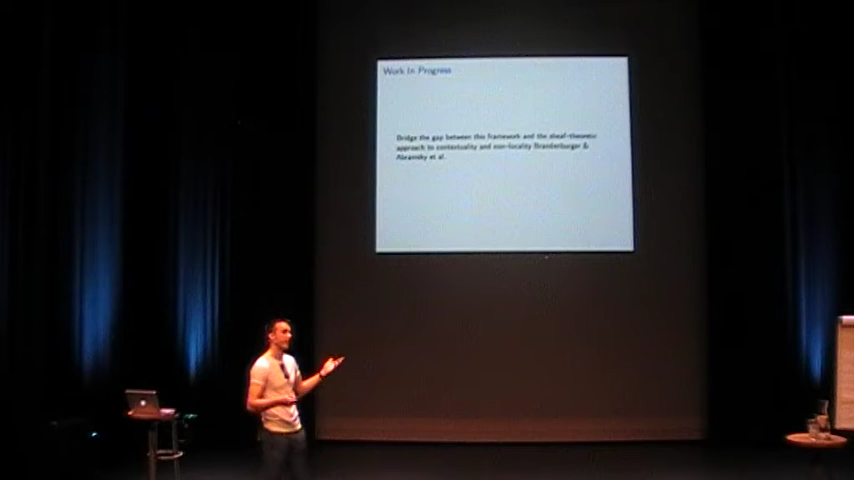 Work In Progress
Bridge the gap between this framework and the sheaf-theoretic
approach to contextuality and non-locality Brandenburger &
Abramsky et al.